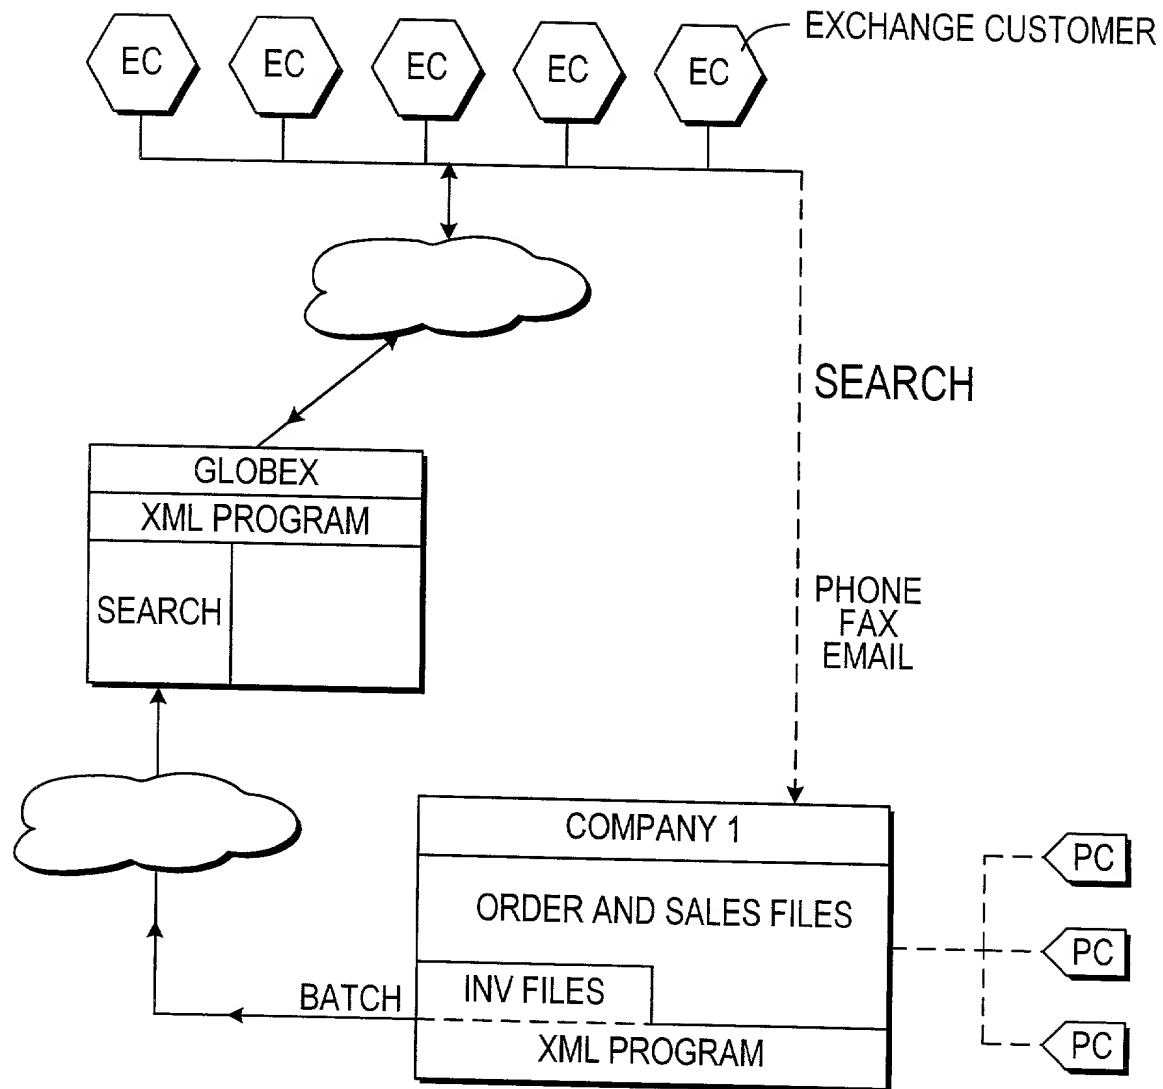 EC
EC
EC
EC
EC
EXCHANGE CUSTOMER
SEARCH
GLOBEX
XML PROGRAM
SEARCH
PHONE
FAX
EMAIL
COMPANY 1
ORDER AND SALES FILES
INV FILES
XML PROGRAM
BATCH
PC
PC
PC